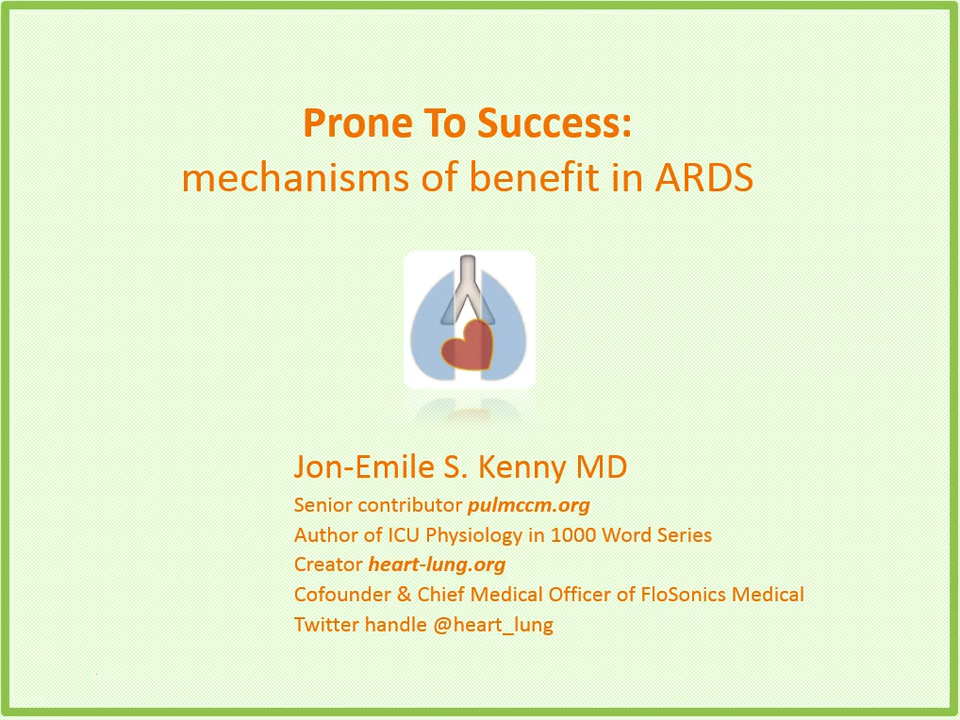 Prone To Success:
mechanisms of benefit in ARDS
Jon-Emile S. Kenny MD
Senior contributor pulmccm.org
Author of ICU Physiology in 1000 Word Series
Creator heart-lung.org
Cofounder & Chief Medical Officer of FloSonics Medical
Twitter handle @heart_lung